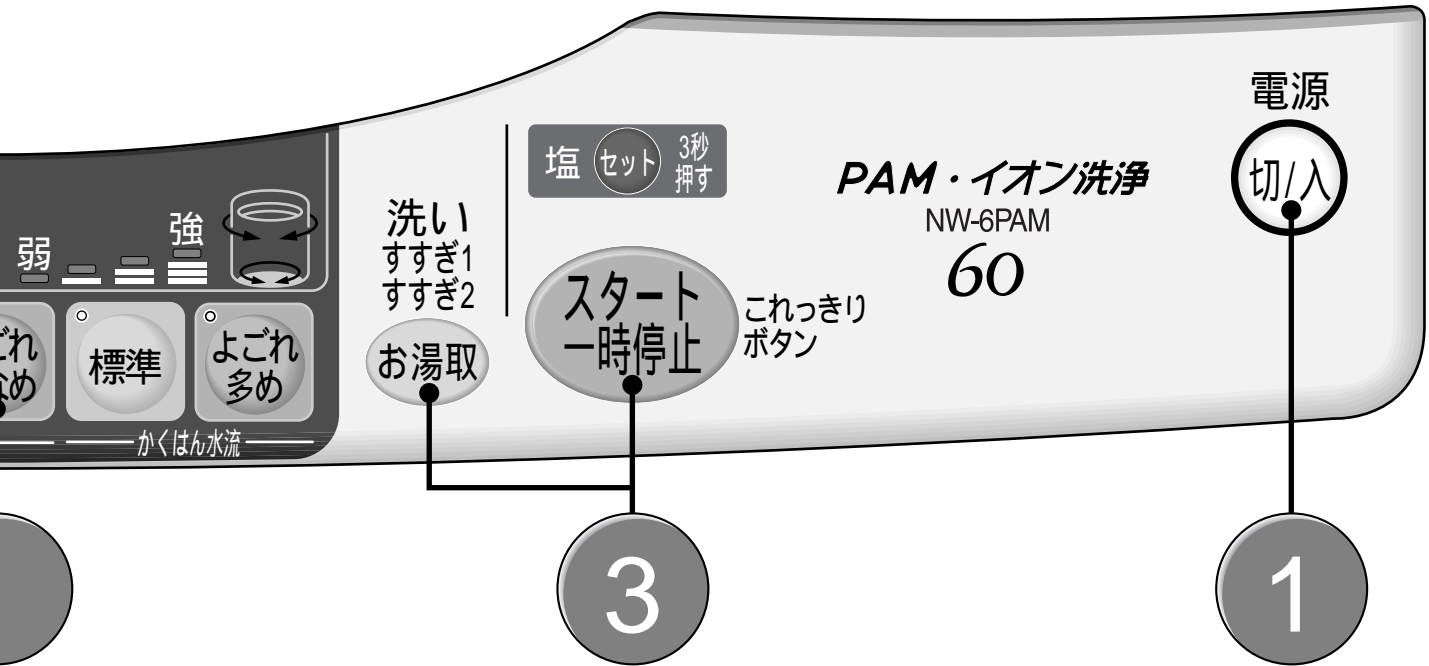 弱
強
標準
よごれ
多め
かくはん水流
洗い
すすぎ1
すすぎ2
お湯取
塩
セット
3秒
押す
スタート
一時停止
これっきり
ボタン
PAM・イオン洗浄
NW-6PAM
60
電源
切/入
3
1